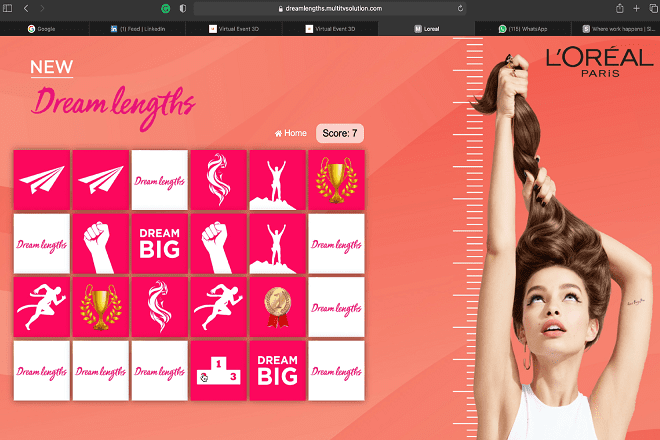 dreamlengths.multitvsolution.com
Google
(1) Feed | LinkedIn
Virtual Event 3D
Virtual Event 3D
Loreal
(115) WhatsApp
Where work happens | Sl...
NEW
Dream lengths
L'ORÉAL
PARIS
Home
Score: 7
Dream lengths
Dream lengths
DREAM
BIG
Dream lengths
Dream lengths
Dream lengths
Dream lengths
Dream lengths
1
3
DREAM
BIG
Dream lengths